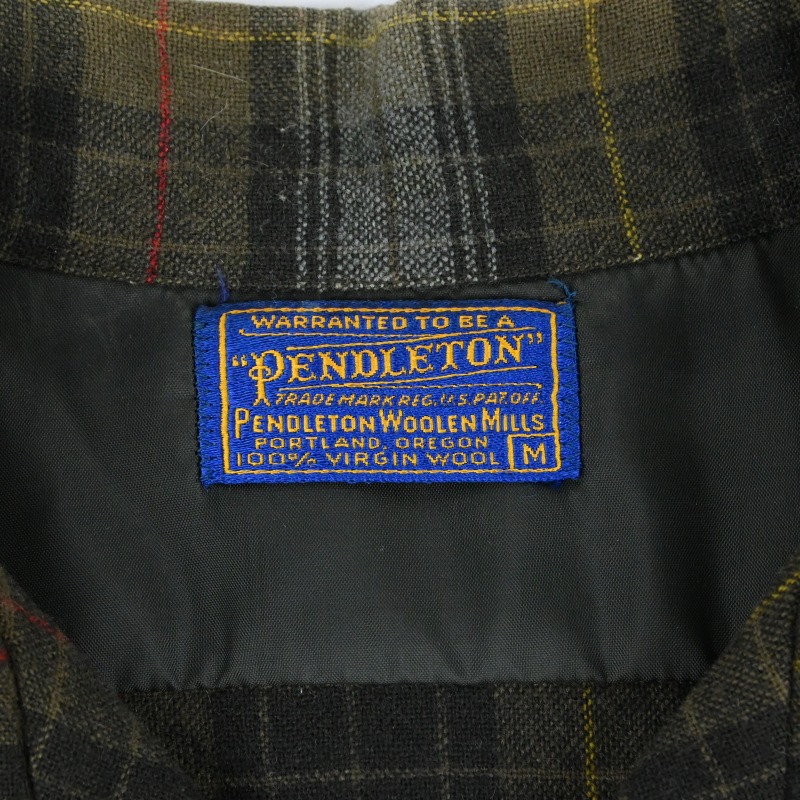 WARRANTED TO BE A
"PENDLETON"
TRADE MARK REG. U.S. PAT. OFF.
PENDLETON WOOLEN MILLS
PORTLAND, OREGON
100% VIRGIN WOOL M